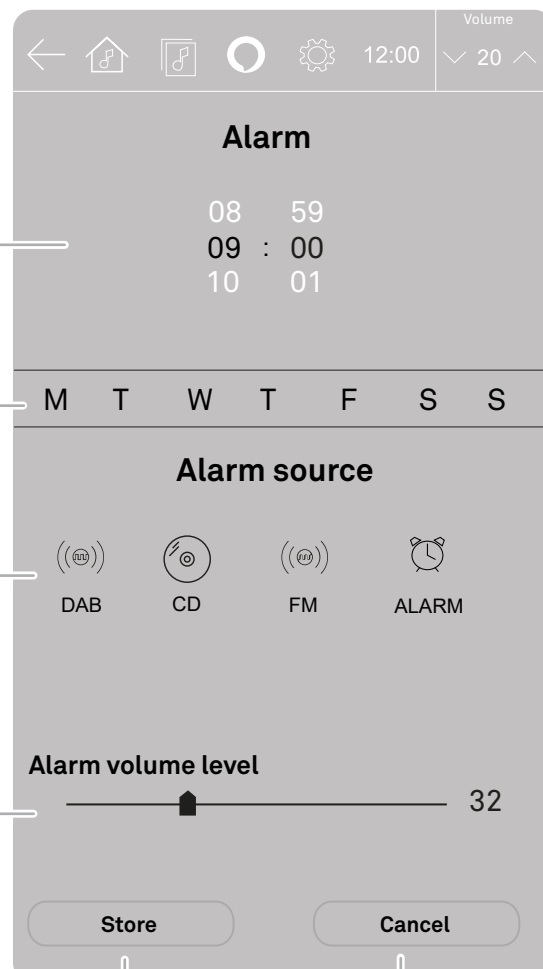 Volume
12:00 20
Alarm
08 59
09 : 00
10 01
M T W T F S S
Alarm source
DAB CD FM ALARM
Alarm volume level
32
Store Cancel